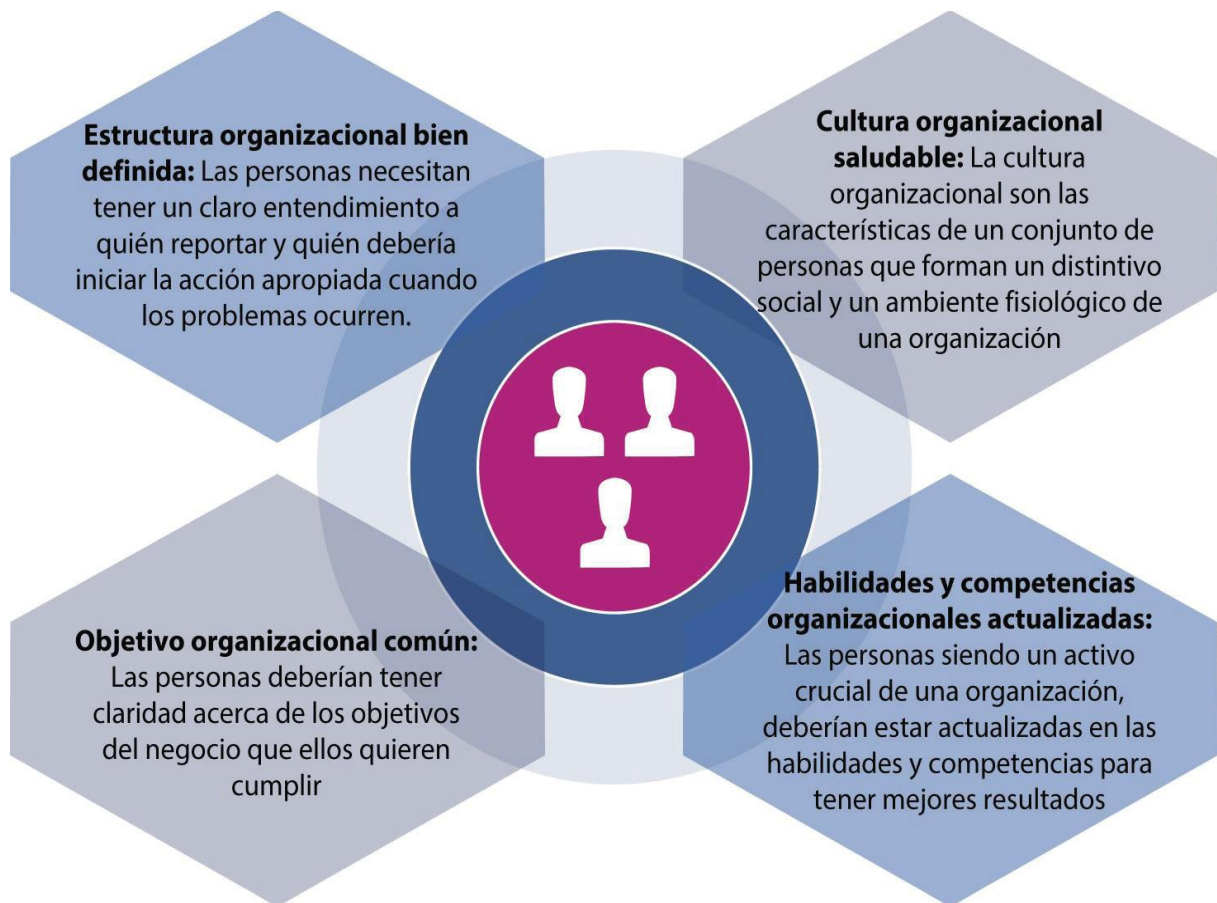 Estructura organizacional bien
definida: Las personas necesitan
tener un claro entendimiento a
quién reportar y quién debería
iniciar la acción apropiada cuando
los problemas ocurren.
Cultura organizacional
saludable: La cultura
organizacional son las
características de un conjunto de
personas que forman un distintivo
social y un ambiente fisiológico de
una organización
Objetivo organizacional común:
Las personas deberían tener
claridad acerca de los objetivos
del negocio que ellos quieren
cumplir
Habilidades y competencias
organizacionales actualizadas:
Las personas siendo un activo
crucial de una organización,
deberían estar actualizadas en las
habilidades y competencias para
tener mejores resultados